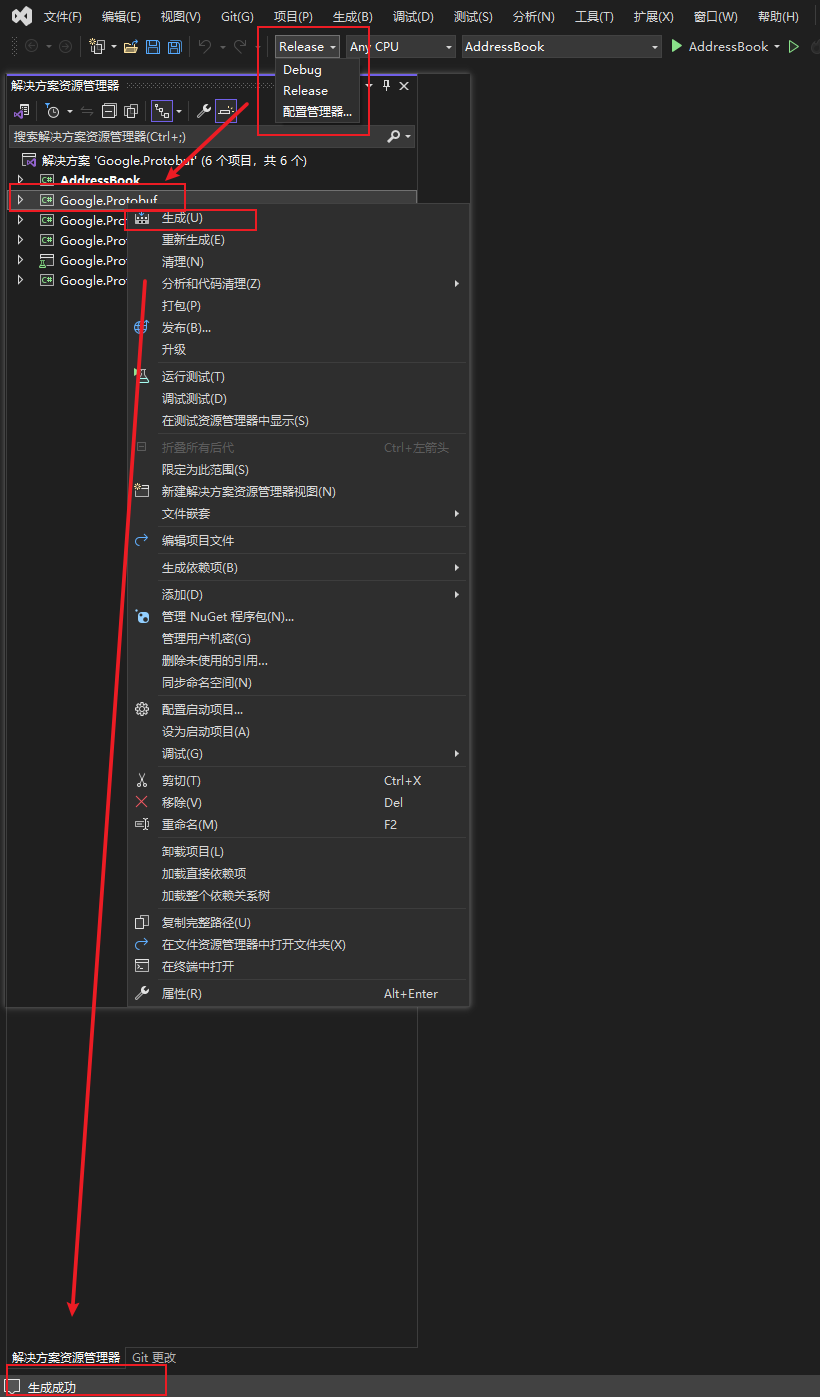 文件(F) 编辑(E) 视图(V) Git(G) 项目(P) 生成(B) 调试(D) 测试(S) 分析(N) 工具(T) 扩展(X) 窗口(W) 帮助(H)
Release Any CPU AddressBook AddressBook
Debug
Release
配置管理器...
解决方案资源管理器
搜索解决方案资源管理器(Ctrl+;)
解决方案 'Google.Protobuf' (6 个项目，共 6 个)
AddressBook
Google.Protobuf
Google.Pro
Google.Pro
Google.Pro
Google.Pro
生成(U)
重新生成(E)
清理(N)
分析和代码清理(Z)
打包(P)
发布(B)...
升级
运行测试(T)
调试测试(D)
在测试资源管理器中显示(S)
折叠所有后代 Ctrl+左箭头
限定为此范围(S)
新建解决方案资源管理器视图(N)
文件嵌套
编辑项目文件
生成依赖项(B)
添加(D)
管理 NuGet 程序包(N)...
管理用户机密(G)
删除未使用的引用...
同步命名空间(N)
配置启动项目...
设为启动项目(A)
调试(G)
剪切(T) Ctrl+X
移除(V) Del
重命名(M) F2
卸载项目(L)
加载直接依赖项
加载整个依赖关系树
复制完整路径(U)
在文件资源管理器中打开文件夹(X)
在终端中打开
属性(R) Alt+Enter
解决方案资源管理器 Git 更改
生成成功